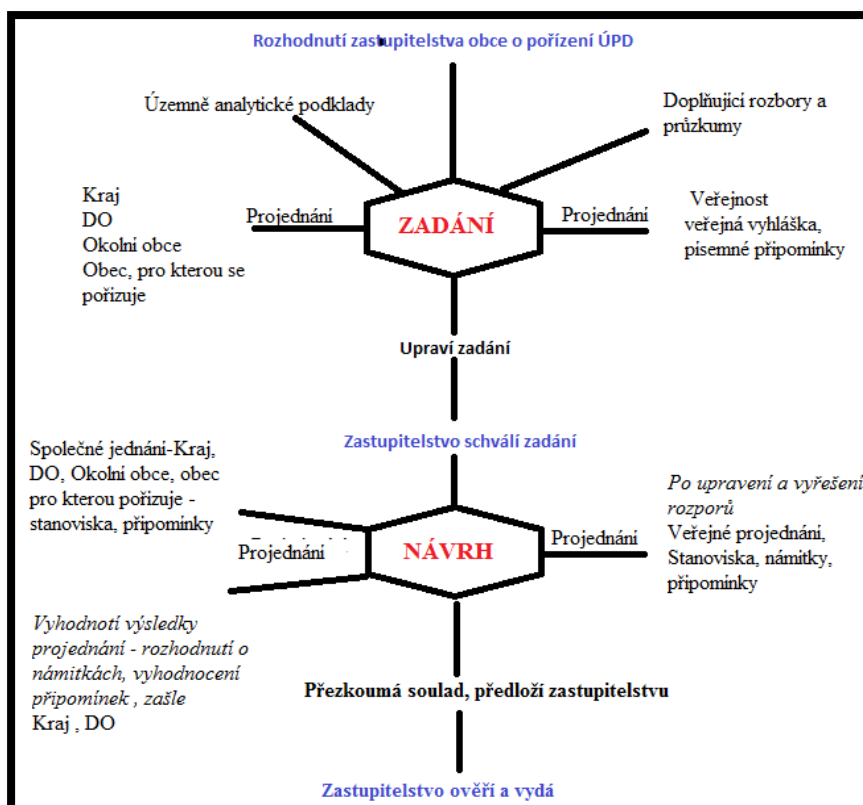 Rozhodnutí zastupitelstva obce o pořízení ÚPD
Územně analytické podklady
Doplňující rozbory a
průzkumy
Kraj
DO
Okolní obce
Obec, pro kterou se
pořizuje
Projednání
ZADÁNÍ
Projednání
Veřejnost
veřejná vyhláška,
písemné připomínky
Upraví zadání
Zastupitelstvo schválí zadání
Společné jednání-Kraj,
DO, Okolní obce, obec
pro kterou pořizuje -
stanoviska, připomínky
Projednání
NÁVRH
Projednání
Po upravení a vyřešení
rozporů
Veřejné projednání,
Stanoviska, námitky,
připomínky
Vyhodnotí výsledky
projednání - rozhodnutí o
námitkách, vyhodnocení
připomínek , zašle
Kraj , DO
Přezkoumá soulad, předloží zastupitelstvu
Zastupitelstvo ověří a vydá